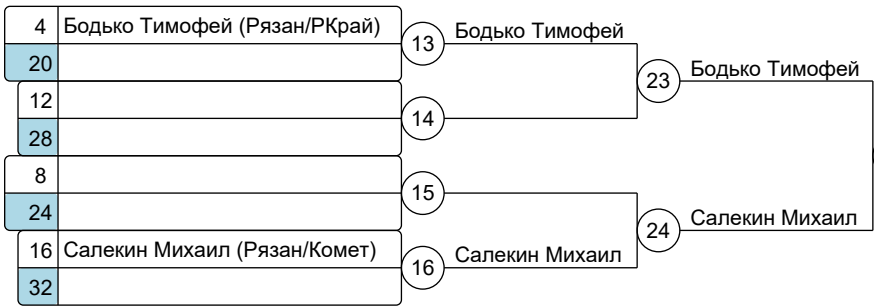 4 Бодько Тимофей (Рязан/РКрай)
13 Бодько Тимофей
20
23 Бодько Тимофей
12
14
28
8
15
24
24 Салекин Михаил
16 Салекин Михаил (Рязан/Комет)
16 Салекин Михаил
32